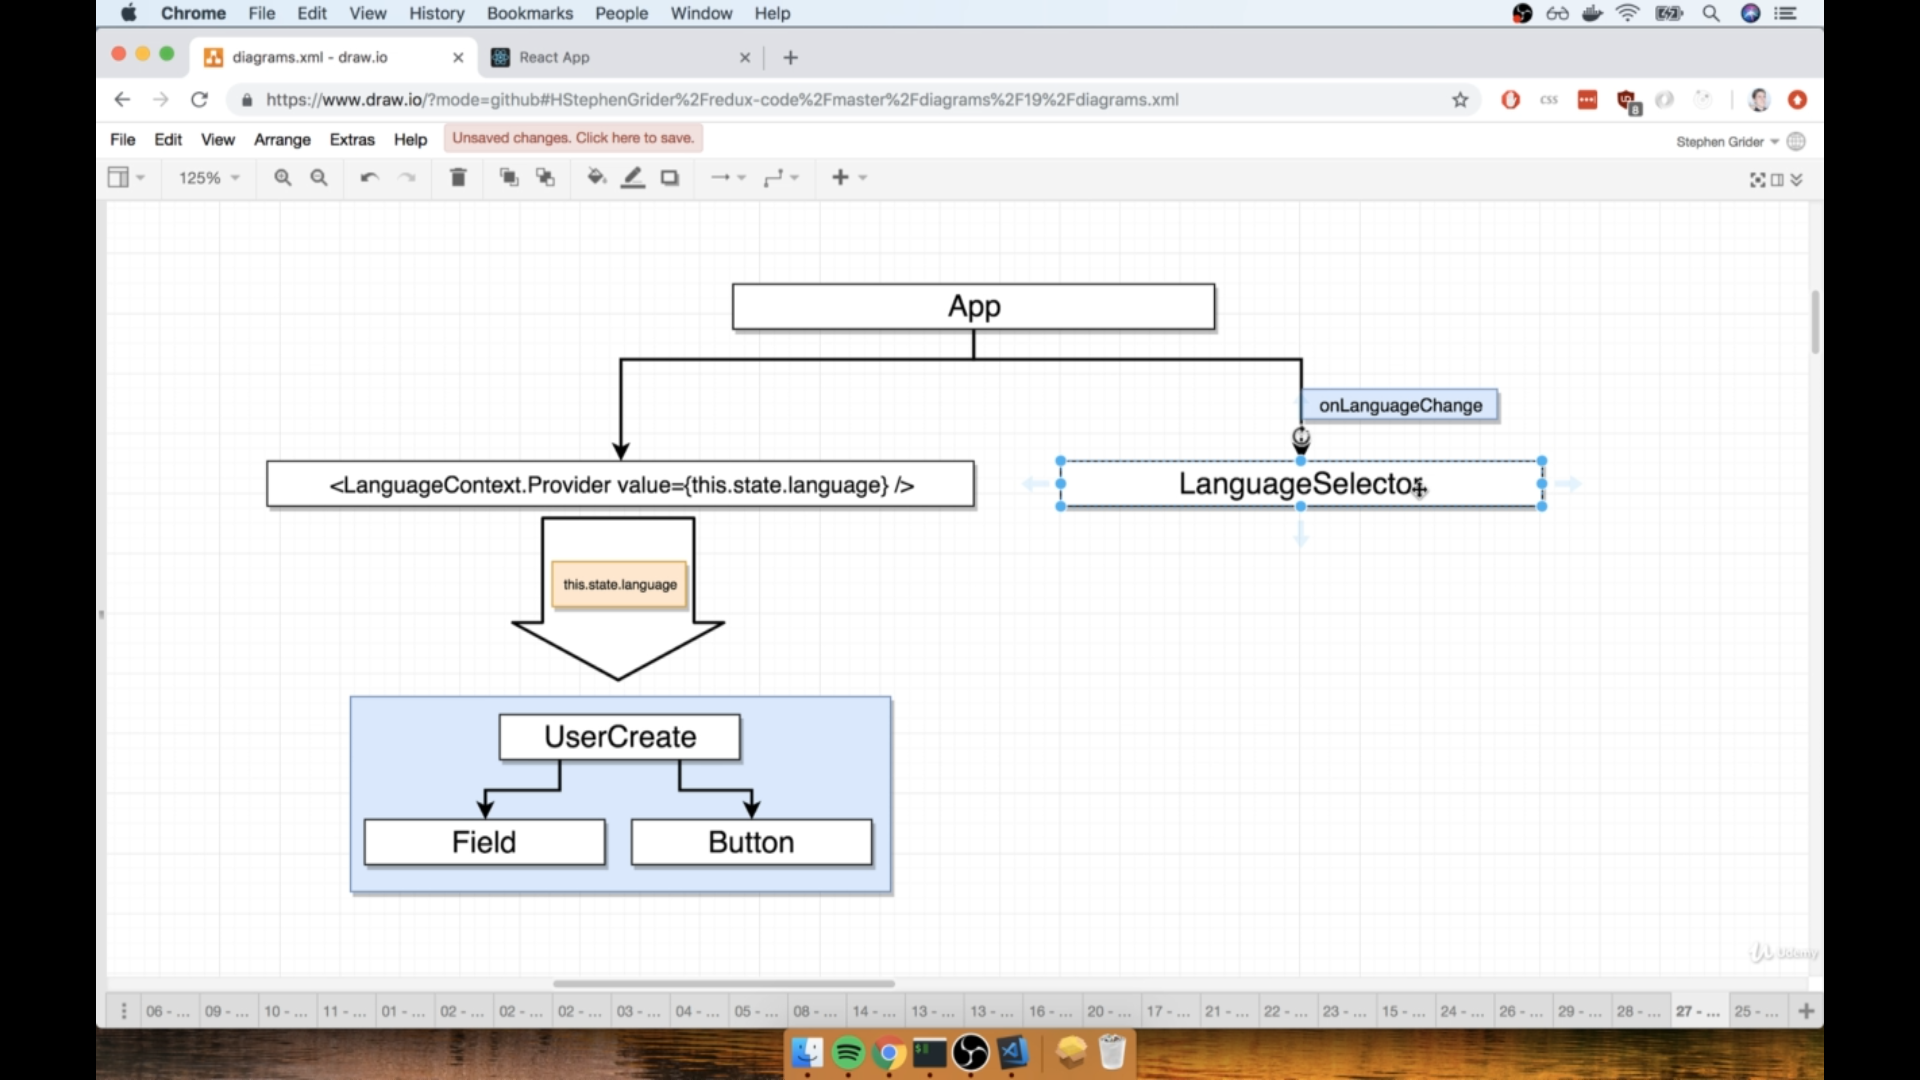 Chrome File Edit View History Bookmarks People Window Help
diagrams.xml - draw.io
React App
https://www.draw.io/?mode=github#HStephenGrider%2Fredux-code%2Fmaster%2Fdiagrams%2F19%2Fdiagrams.xml
CSS
8
File Edit View Arrange Extras Help
Unsaved changes. Click here to save.
Stephen Grider
125%
App
onLanguageChange
<LanguageContext.Provider value={this.state.language} />
LanguageSelector
this.state.language
UserCreate
Field
Button
Udemy
06 - ... 09 - ... 10 - ... 11 - ... 01 - ... 02 - ... 02 - ... 02 - ... 03 - ... 04 - ... 05 - ... 08 - ... 14 - ... 13 - ... 13 - ... 16 - ... 20 - ... 17 - ... 21 - ... 22 - ... 23 - ... 15 - ... 24 - ... 26 - ... 29 - ... 28 - ... 27 - ... 25 - ...